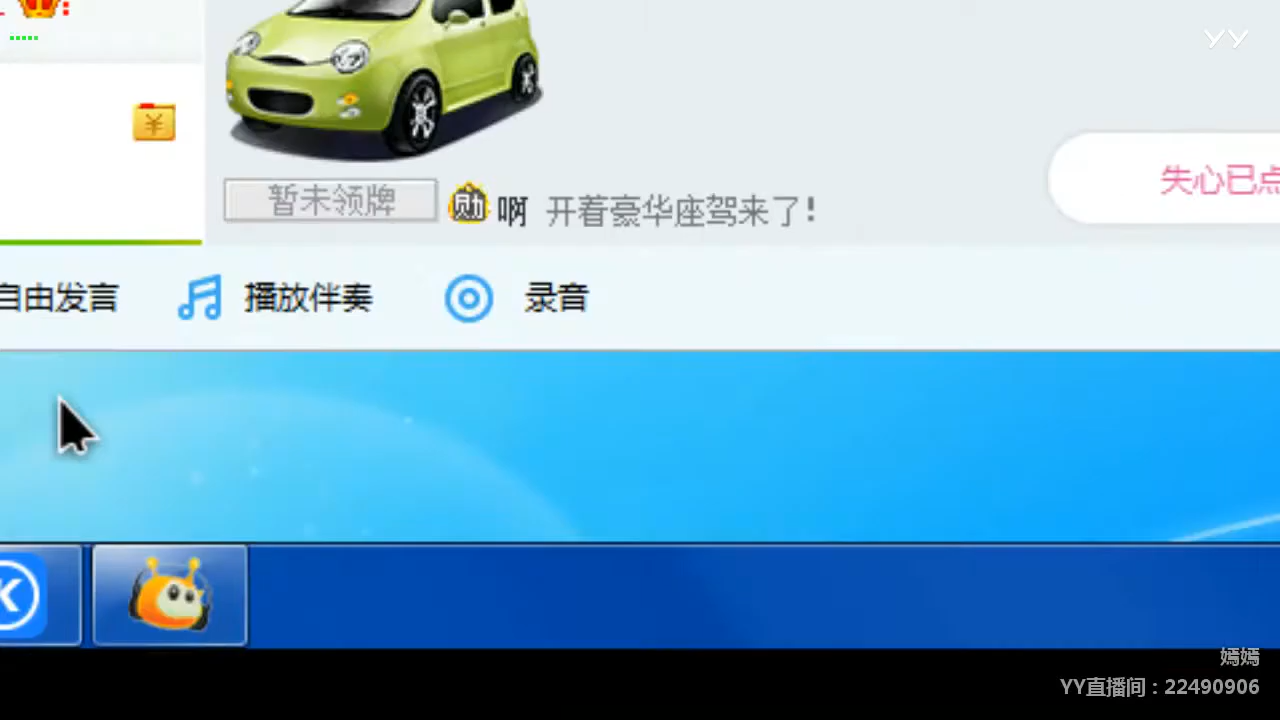 YY
¥
失心已点
暂未领牌 勋 啊 开着豪华座驾来了!
自由发言 播放伴奏 录音
K
嫣嫣
YY直播间:22490906